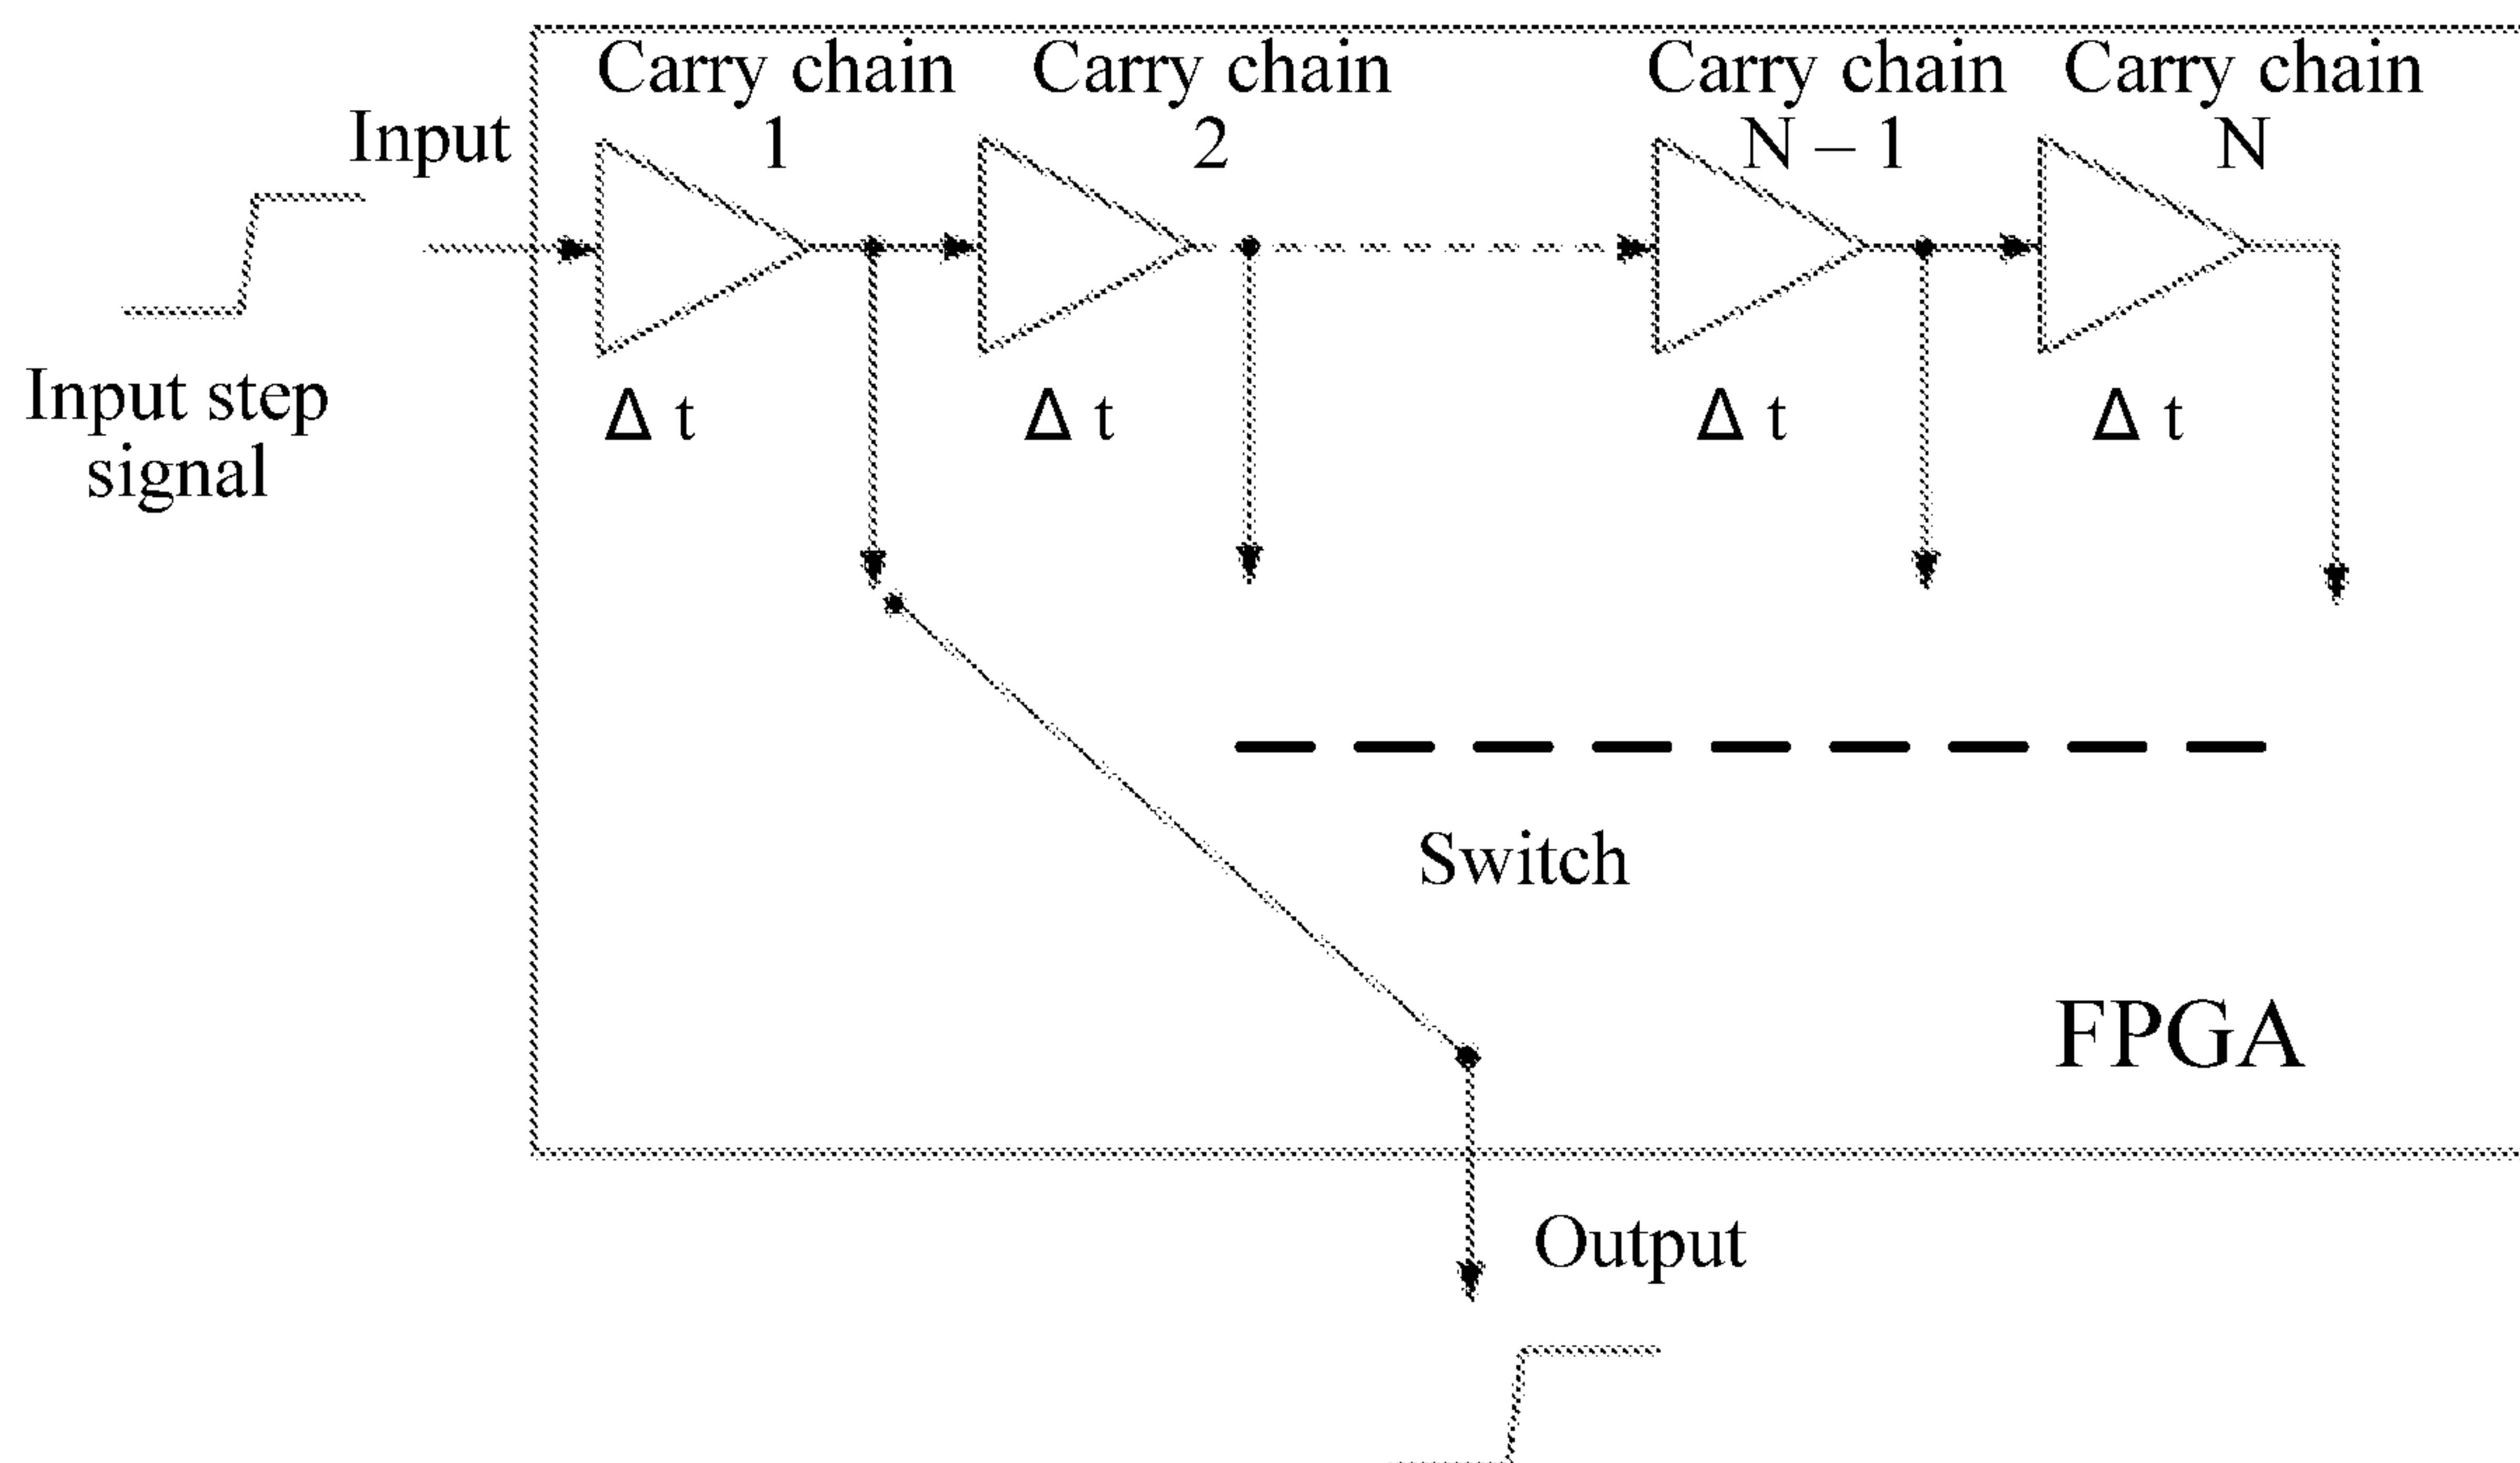 Carry chain
1
Carry chain
2
Carry chain
N – 1
Carry chain
N
Input
Input step
signal
Δ t
Δ t
Δ t
Δ t
Switch
FPGA
Output